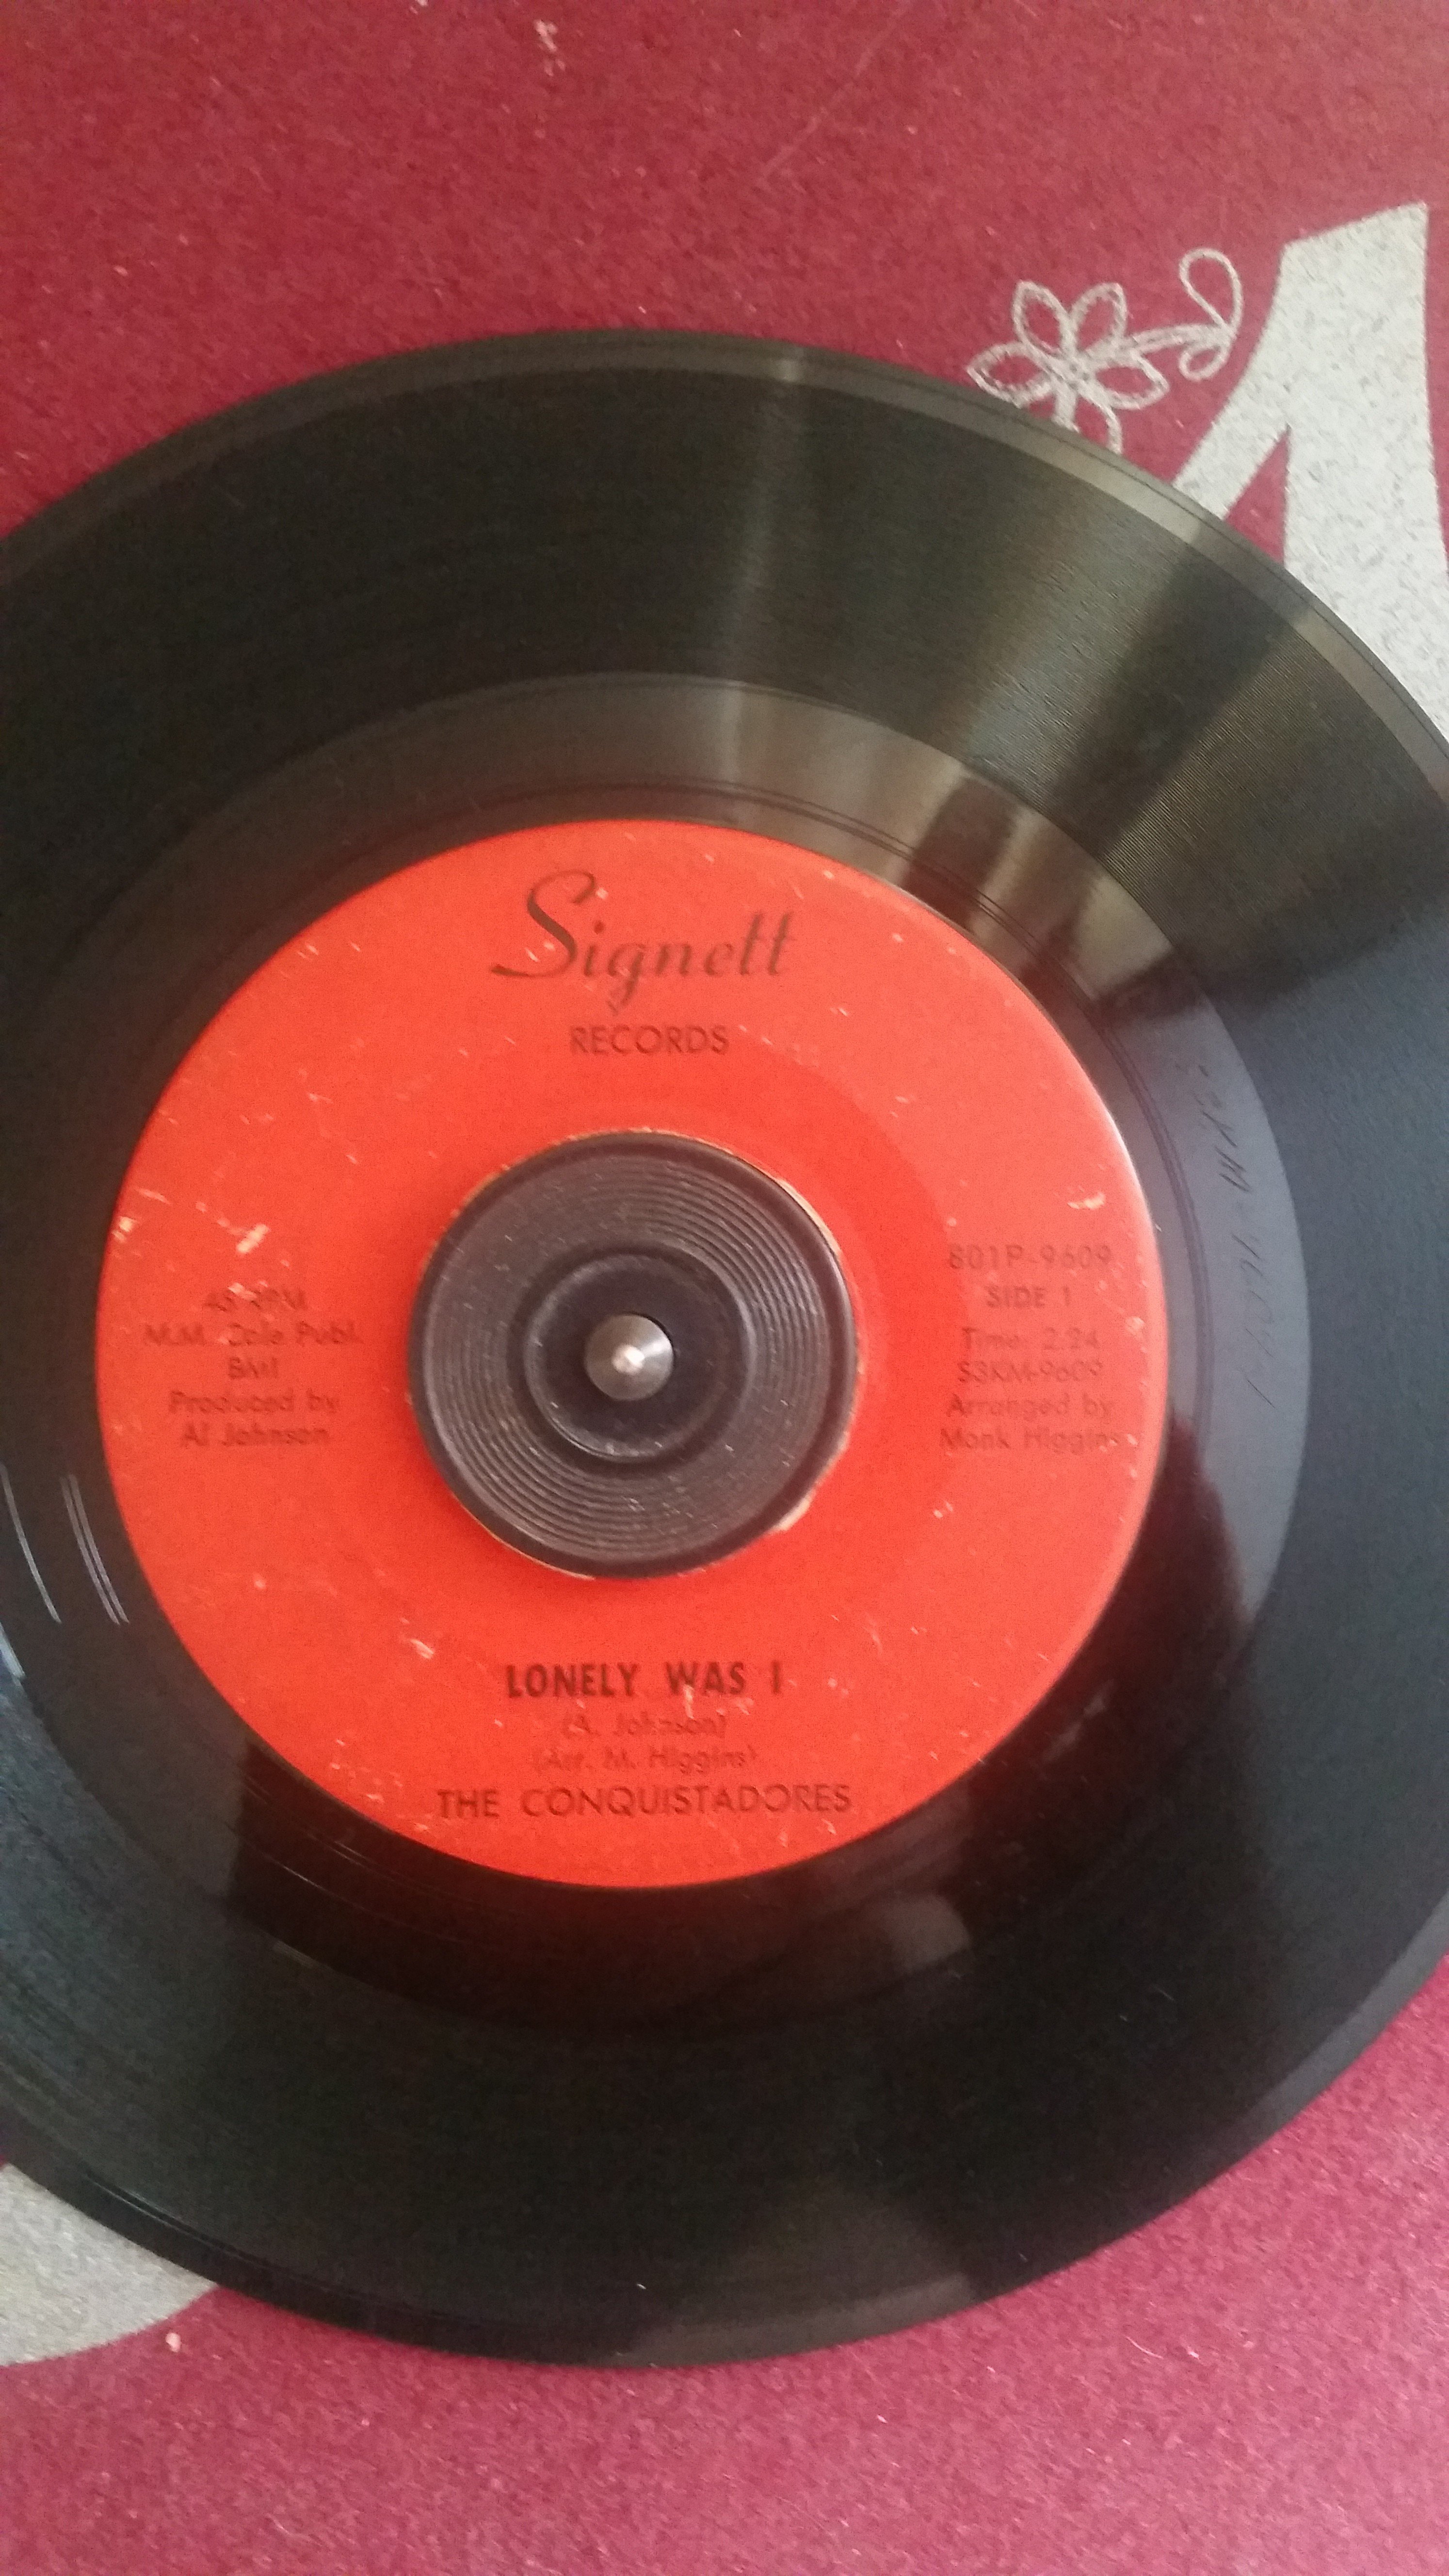 Signett
RECORDS
45 RPM
M.M. Cole Publ.
BMI
Produced by
Al Johnson
801P-9609
SIDE 1
Time: 2:24
S3KM-9609
Arranged by
Monk Higgins
LONELY WAS I
(A. Johnson)
(Arr. M. Higgins)
THE CONQUISTADORES